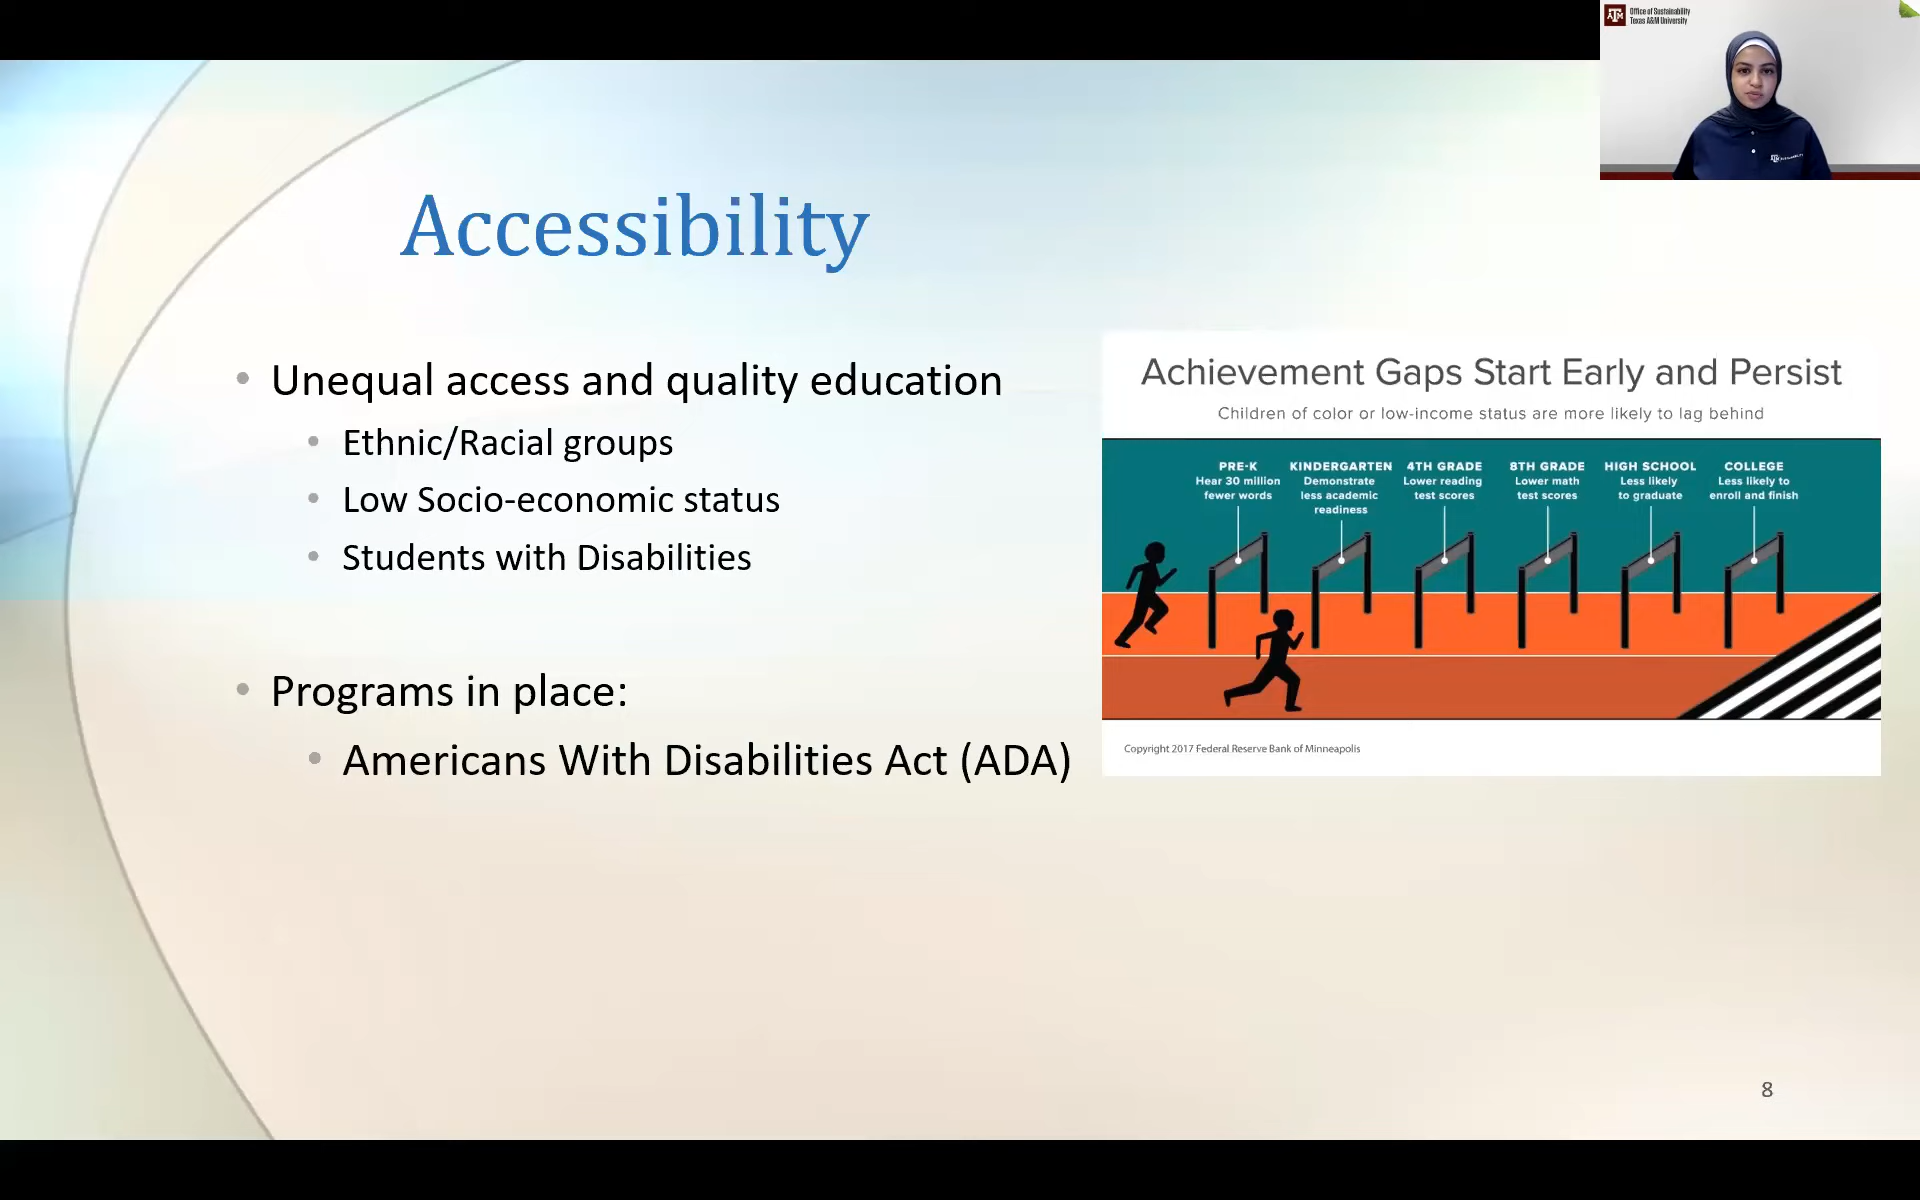 Office of Sustainability
Texas A&M University
Accessibility
• Unequal access and quality education
• Ethnic/Racial groups
• Low Socio-economic status
• Students with Disabilities
• Programs in place:
• Americans With Disabilities Act (ADA)
Achievement Gaps Start Early and Persist
Children of color or low-income status are more likely to lag behind
PRE-K
Hear 30 million
fewer words
KINDERGARTEN
Demonstrate
less academic
readiness
4TH GRADE
Lower reading
test scores
8TH GRADE
Lower math
test scores
HIGH SCHOOL
Less likely
to graduate
COLLEGE
Less likely to
enroll and finish
Copyright 2017 Federal Reserve Bank of Minneapolis
8